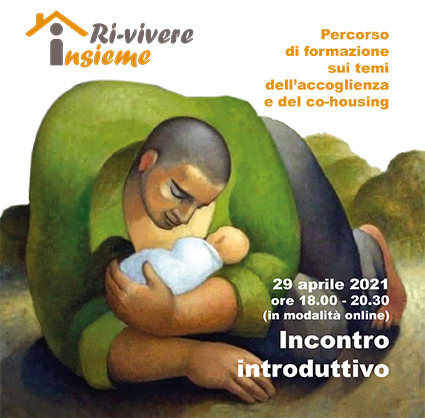 Ri-vivere
insieme
Percorso
di formazione
sui temi
dell'accoglienza
e del co-housing
29 aprile 2021
ore 18.00 - 20.30
(in modalità online)
Incontro
introduttivo